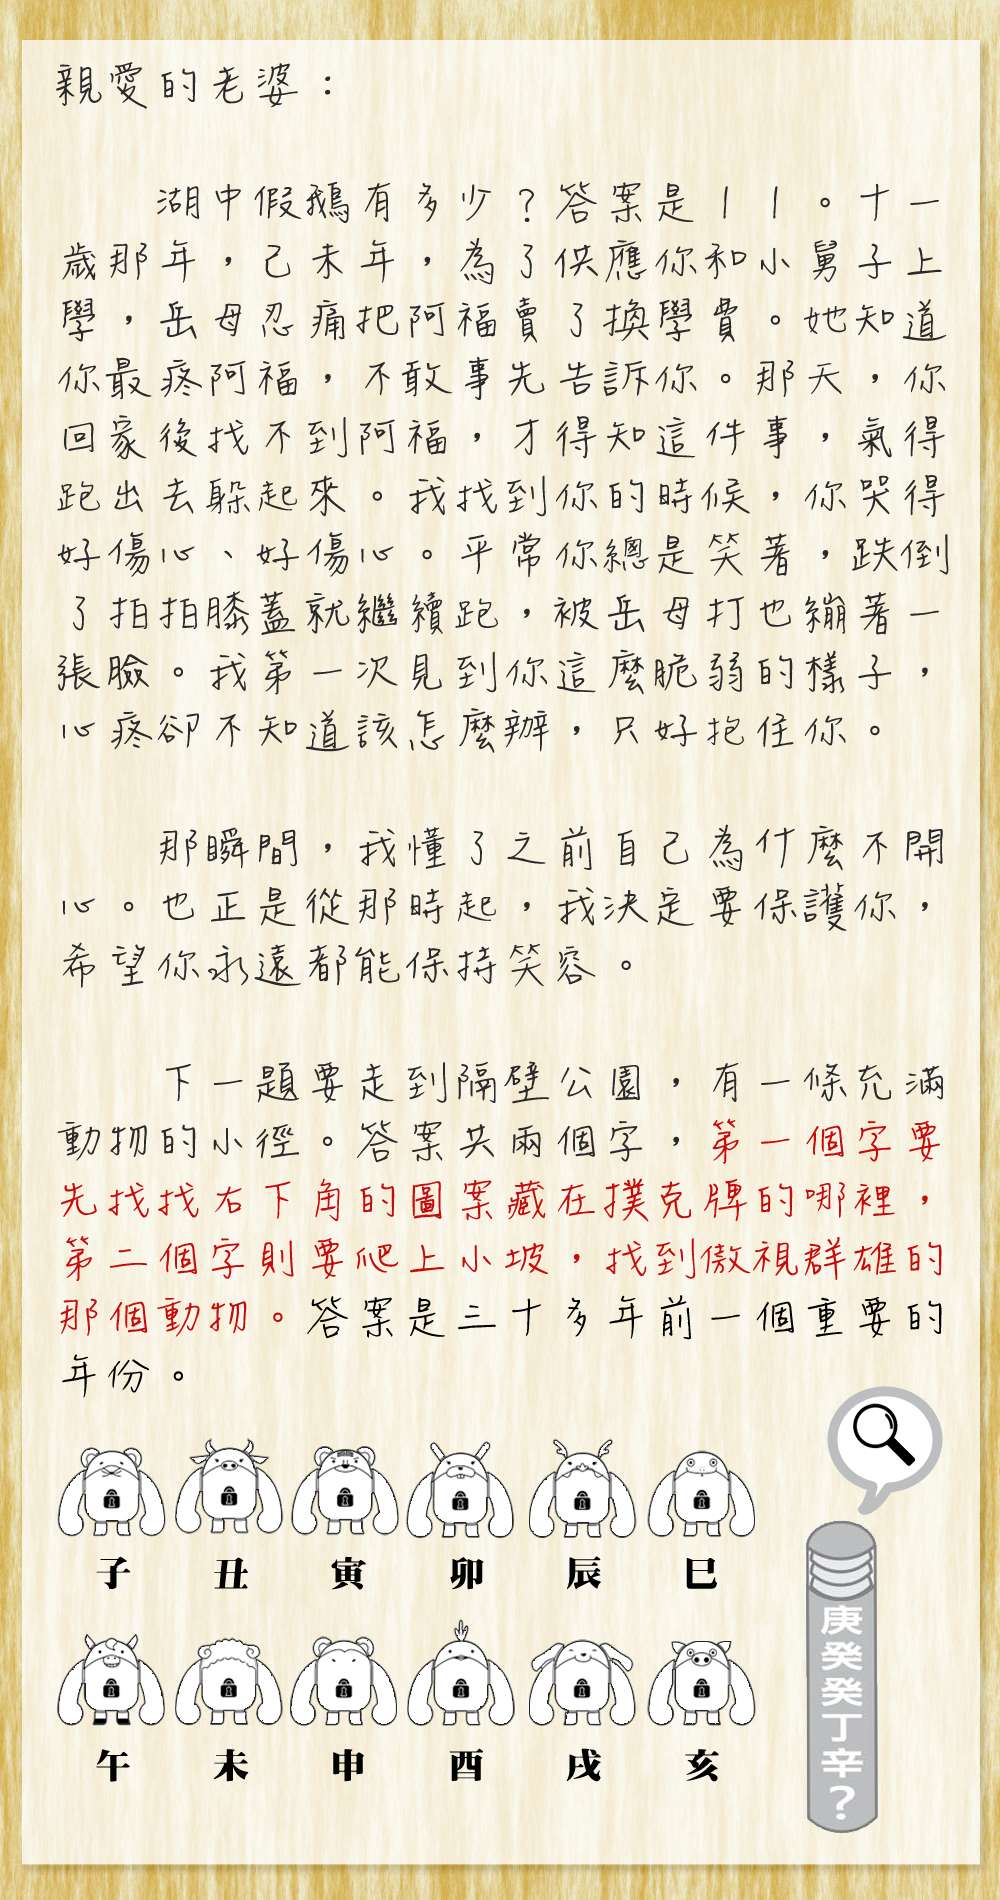 親愛的老婆：
湖中假鵝有多少？答案是１１。十一
歲那年，己未年，為了供應你和小舅子上
學，岳母忍痛把阿福賣了換學費。她知道
你最疼阿福，不敢事先告訴你。那天，你
回家後找不到阿福，才得知這件事，氣得
跑出去躲起來。我找到你的時候，你哭得
好傷心、好傷心。平常你總是笑著，跌倒
了拍拍膝蓋就繼續跑，被岳母打也繃著一
張臉。我第一次見到你這麼脆弱的樣子，
心疼卻不知道該怎麼辦，只好抱住你。
那瞬間，我懂了之前自己為什麼不開
心。也正是從那時起，我決定要保護你，
希望你永遠都能保持笑容。
下一題要走到隔壁公園，有一條充滿
動物的小徑。答案共兩個字，第一個字要
先找找右下角的圖案藏在撲克牌的哪裡，
第二個字則要爬上小坡，找到傲視群雄的
那個動物。答案是三十多年前一個重要的
年份。
子 丑 寅 卯 辰 巳
午 未 申 酉 戌 亥
庚癸癸丁辛？